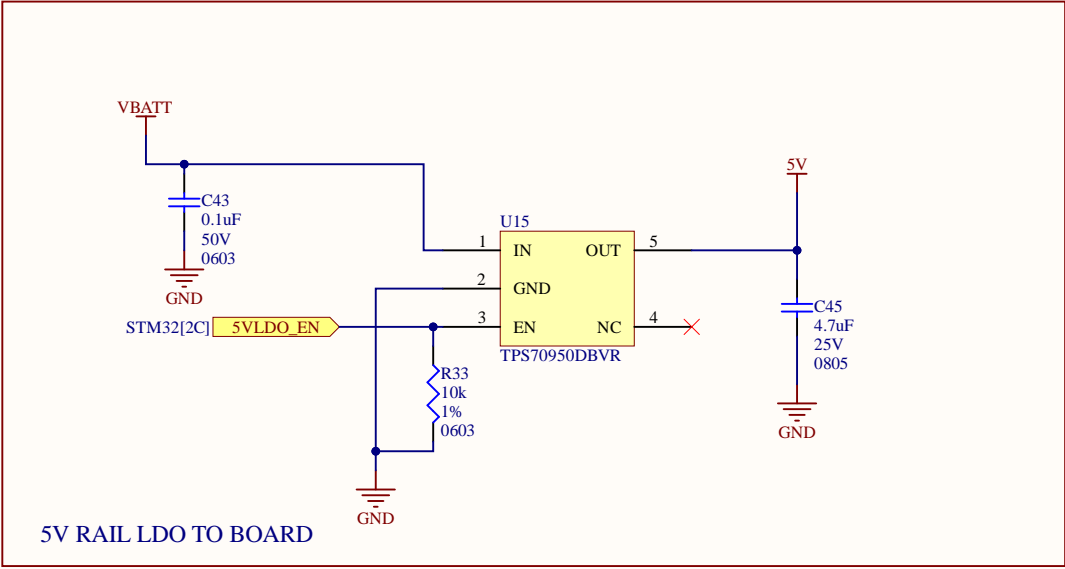 VBATT
C43
0.1uF
50V
0603
GND
U15
1
IN
OUT
5
2
GND
3
EN
NC
4
TPS70950DBVR
STM32[2C]
5VLDO_EN
R33
10k
1%
0603
GND
5V
C45
4.7uF
25V
0805
GND
5V RAIL LDO TO BOARD